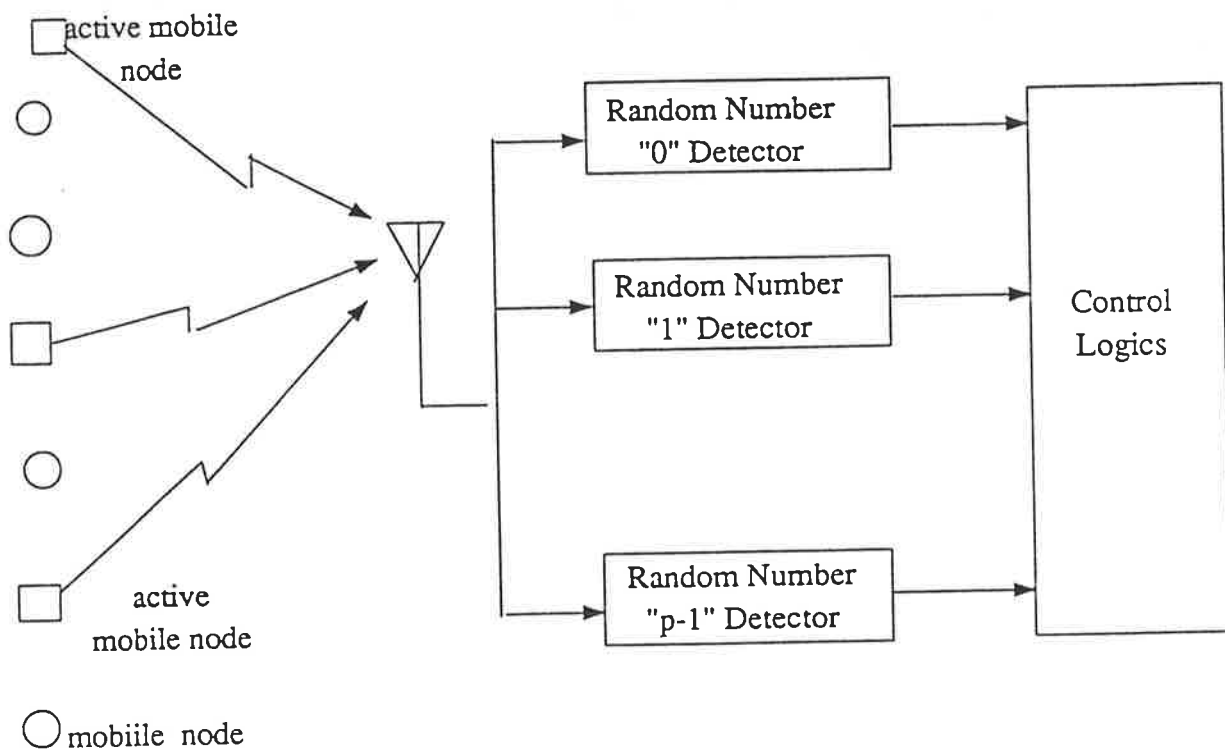 active mobile
node
Random Number
"0" Detector
Random Number
"1" Detector
Control
Logics
Random Number
"p-1" Detector
active
mobile node
mobiile node